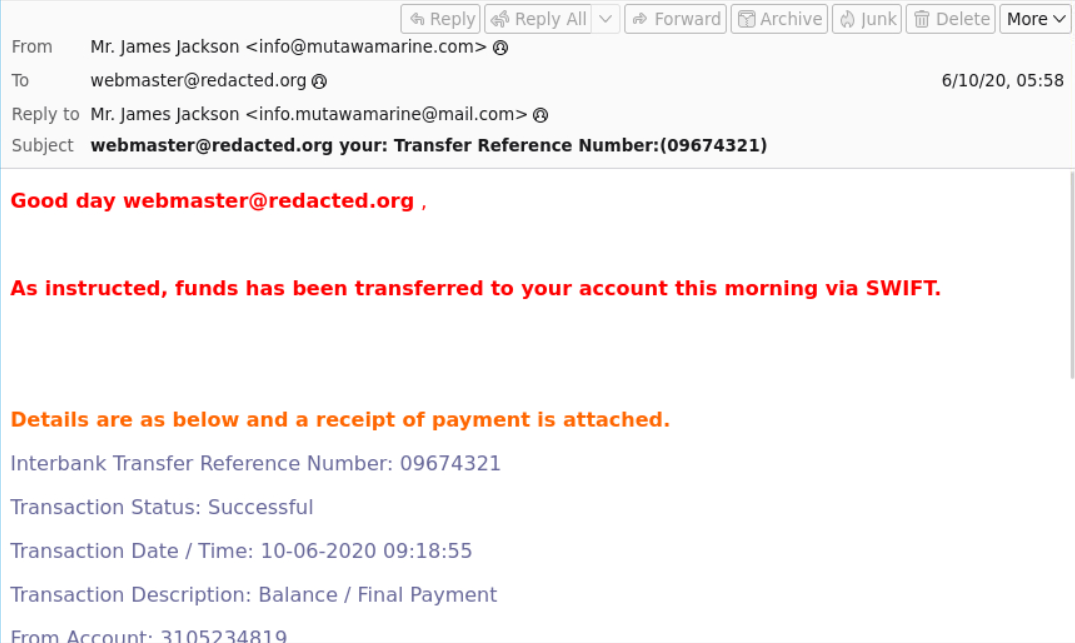 Reply Reply All Forward Archive Junk Delete More
From Mr. James Jackson <info@mutawamarine.com>
To webmaster@redacted.org 6/10/20, 05:58
Reply to Mr. James Jackson <info.mutawamarine@mail.com>
Subject webmaster@redacted.org your: Transfer Reference Number:(09674321)
Good day webmaster@redacted.org ,
As instructed, funds has been transferred to your account this morning via SWIFT.
Details are as below and a receipt of payment is attached.
Interbank Transfer Reference Number: 09674321
Transaction Status: Successful
Transaction Date / Time: 10-06-2020 09:18:55
Transaction Description: Balance / Final Payment
From Account: 3105234819